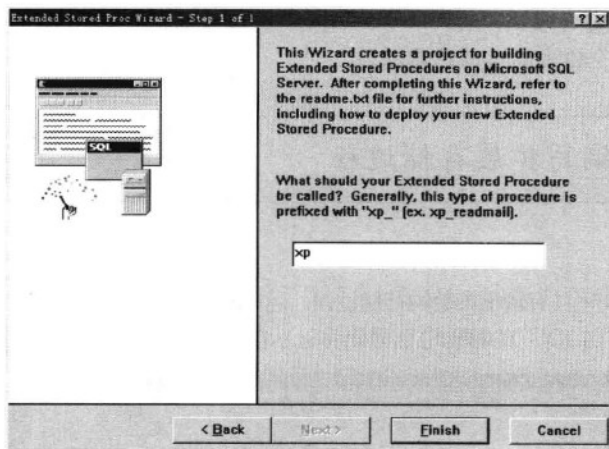 Extended Stored Proc Wizard - Step 1 of 1
SQL
This Wizard creates a project for building
Extended Stored Procedures on Microsoft SQL
Server. After completing this Wizard, refer to
the readme.txt file for further instructions,
including how to deploy your new Extended
Stored Procedure.
What should your Extended Stored Procedure
be called? Generally, this type of procedure is
prefixed with "xp_" (ex. xp_readmail).
xp
< Back
Next >
Finish
Cancel